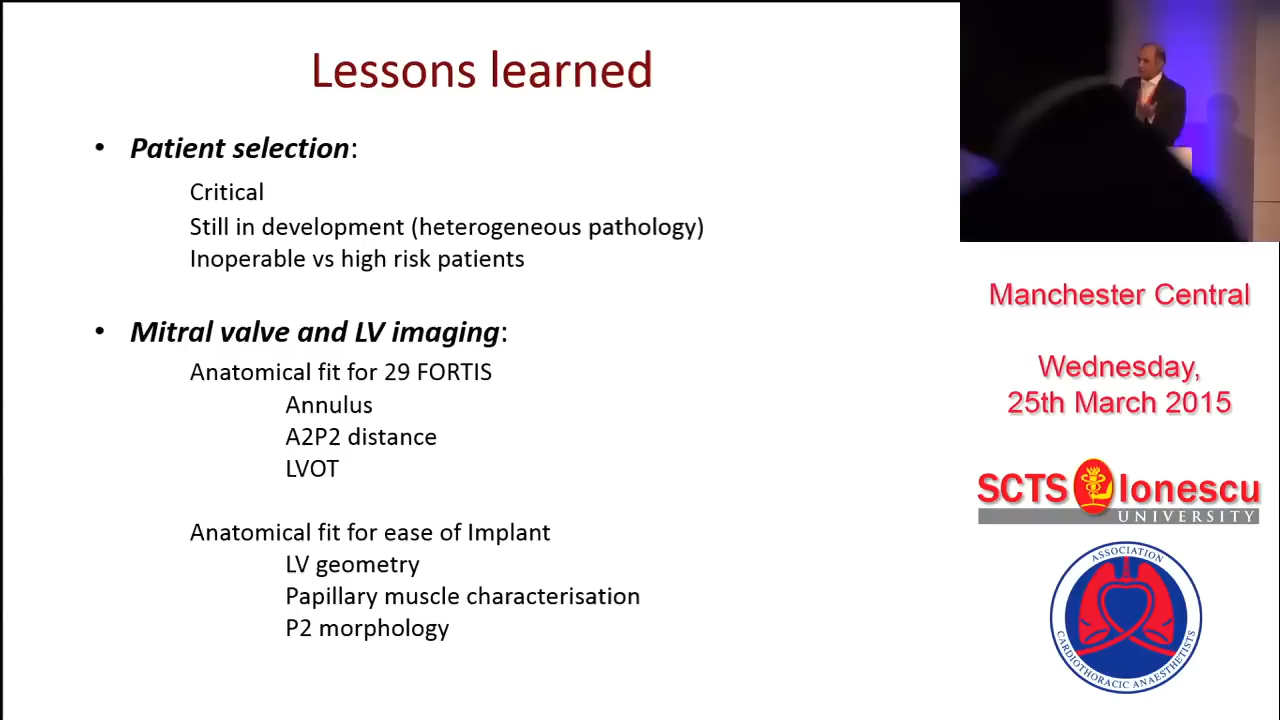 Lessons learned
• Patient selection:
Critical
Still in development (heterogeneous pathology)
Inoperable vs high risk patients
• Mitral valve and LV imaging:
Anatomical fit for 29 FORTIS
Annulus
A2P2 distance
LVOT
Anatomical fit for ease of Implant
LV geometry
Papillary muscle characterisation
P2 morphology
Manchester Central
Wednesday,
25th March 2015
SCTS Ionescu
UNIVERSITY
ASSOCIATION
CARDIOTHORACIC ANAESTHETISTS